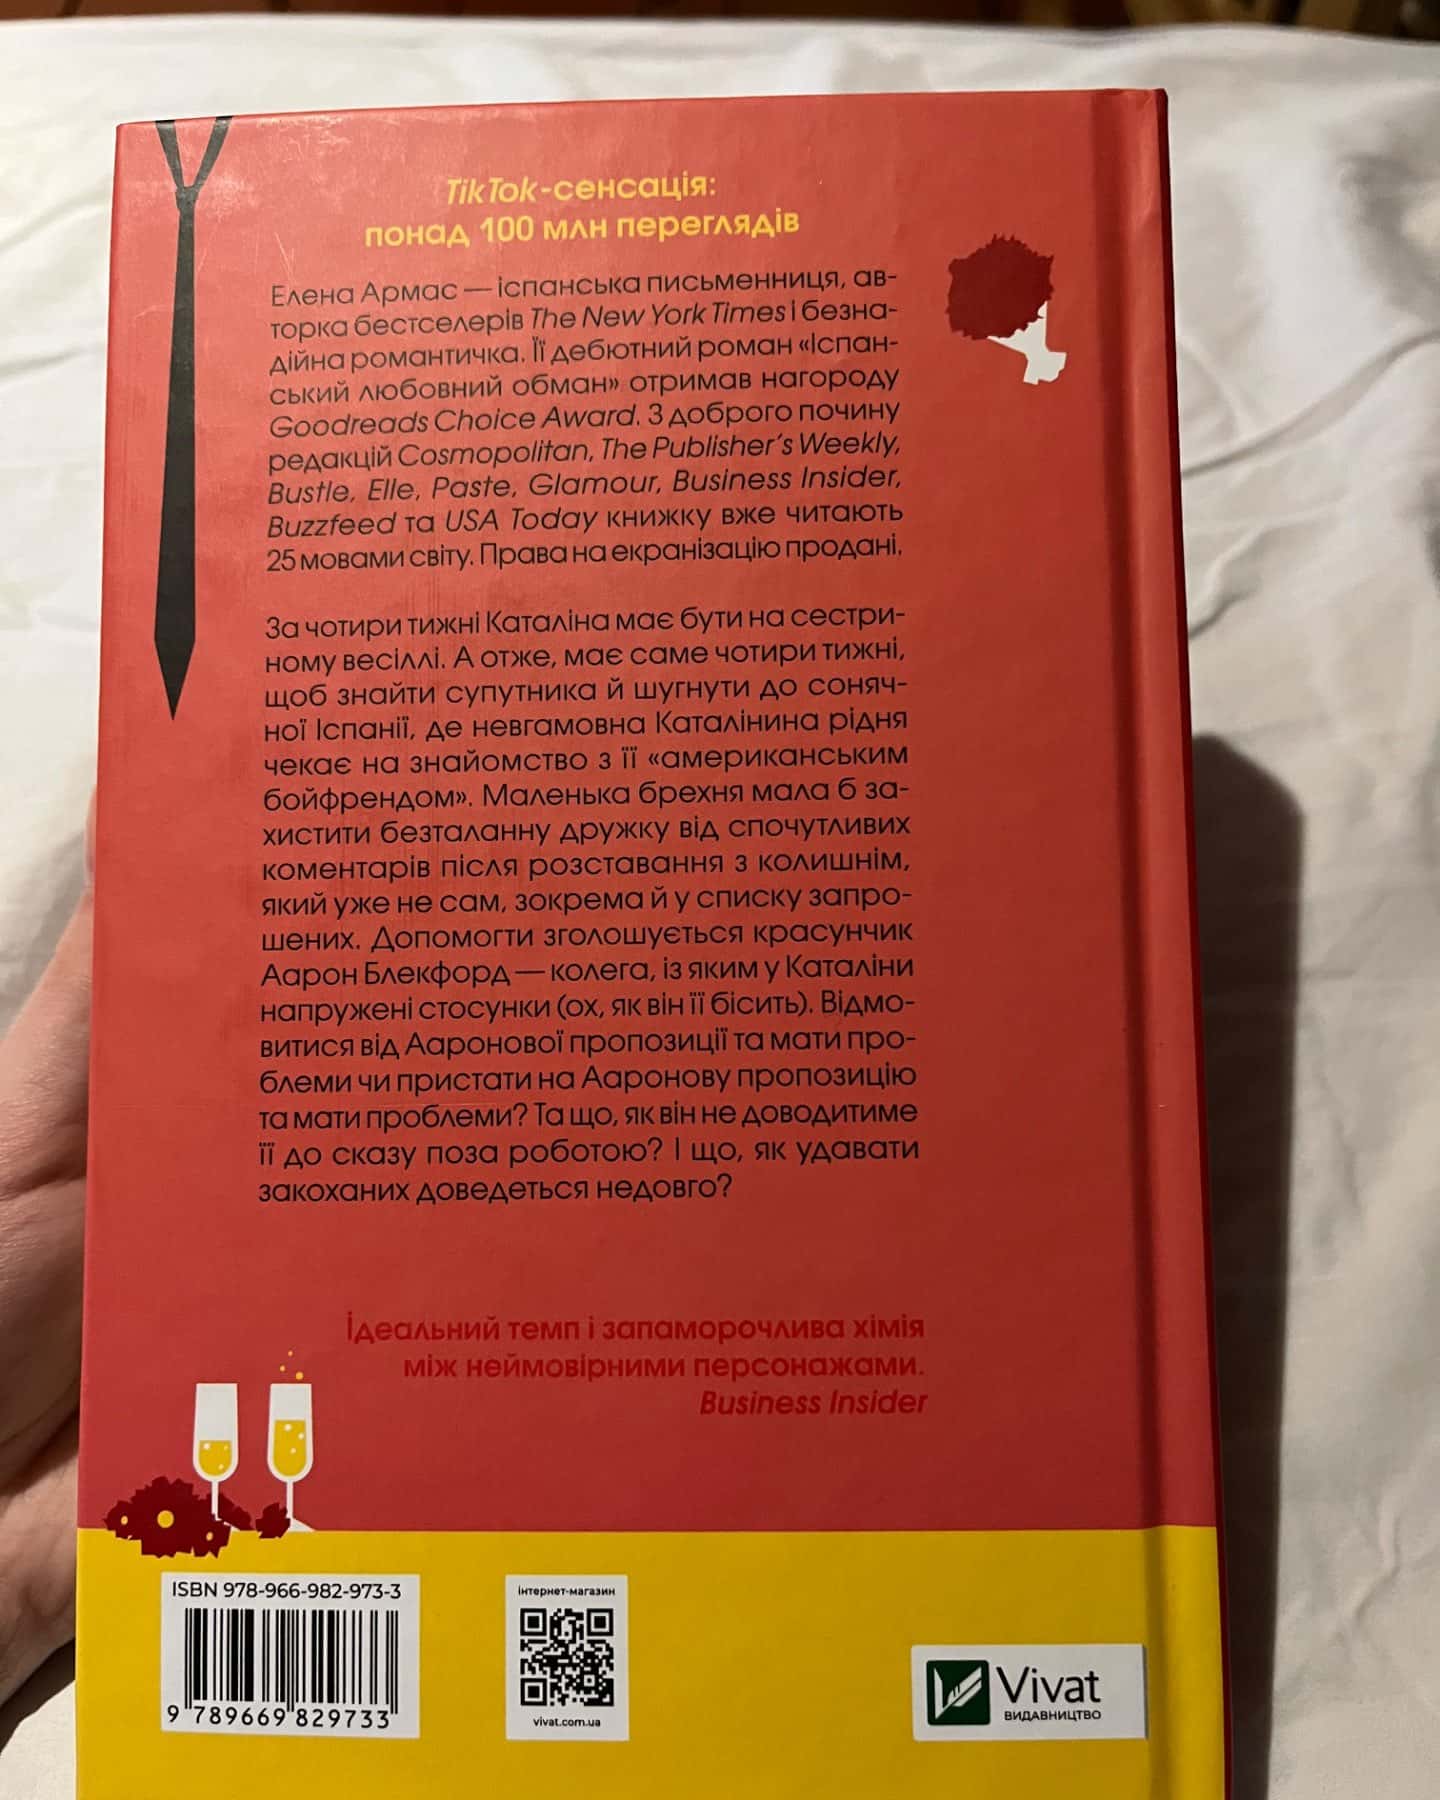 TikTok-сенсація:
понад 100 млн переглядів
Елена Армас — іспанська письменниця, ав-
торка бестселерів The New York Times і безна-
дійна романтичка. Її дебютний роман «Іспан-
ський любовний обман» отримав нагороду
Goodreads Choice Award. З доброго почину
редакцій Cosmopolitan, The Publisher's Weekly,
Bustle, Elle, Paste, Glamour, Business Insider,
Buzzfeed та USA Today книжку вже читають
25 мовами світу. Права на екранізацію продані.
За чотири тижні Каталіна має бути на сестри-
ному весіллі. А отже, має саме чотири тижні,
щоб знайти супутника й шугнути до соняч-
ної Іспанії, де невгамовна Каталінина рідня
чекає на знайомство з її «американським
бойфрендом». Маленька брехня мала б за-
хистити безталанну дружку від спочутливих
коментарів після розставання з колишнім,
який уже не сам, зокрема й у списку запро-
шених. Допомогти зголошується красунчик
Аарон Блекфорд — колега, із яким у Каталіни
напружені стосунки (ох, як він її бісить). Відмо-
витися від Ааронової пропозиції та мати про-
блеми чи пристати на Ааронову пропозицію
та мати проблеми? Та що, як він не доводитиме
її до сказу поза роботою? І що, як удавати
закоханих доведеться недовго?
Ідеальний темп і запаморочлива хімія
між неймовірними персонажами.
Business Insider
ISBN 978-966-982-973-3
9 789669 829733
інтернет-магазин
vivat.com.ua
Vivat
ВИДАВНИЦТВО